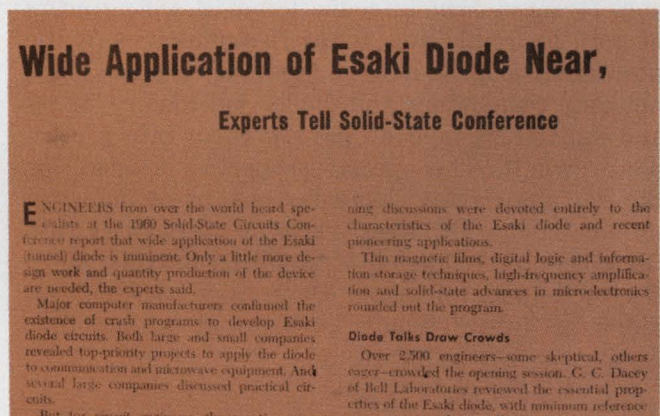 Wide Application of Esaki Diode Near,
Experts Tell Solid-State Conference
ENGINEERS from over the world heard spe-
cialists at the 1960 Solid-State Circuits Con-
ference report that wide application of the Esaki
(tunnel) diode is imminent. Only a little more de-
sign work and quantity production of the device
are needed, the experts said.
Major computer manufacturers confirmed the
existence of crash programs to develop Esaki
diode circuits. Both large and small companies
revealed top-priority projects to apply the diode
to communication and microwave equipment. And
several large companies discussed practical cir-
cuits.
ning discussions were devoted entirely to the
characteristics of the Esaki diode and recent
pioneering applications.
Thin magnetic films, digital logic and informa-
tion-storage techniques, high-frequency amplifica-
tion and solid-state advances in microelectronics
rounded out the program.
Diode Talks Draw Crowds
Over 2,500 engineers—some skeptical, others
eager—crowded the opening session. G. C. Dacey
of Bell Laboratories reviewed the essential prop-
erties of the Esaki diode, with minimum reference